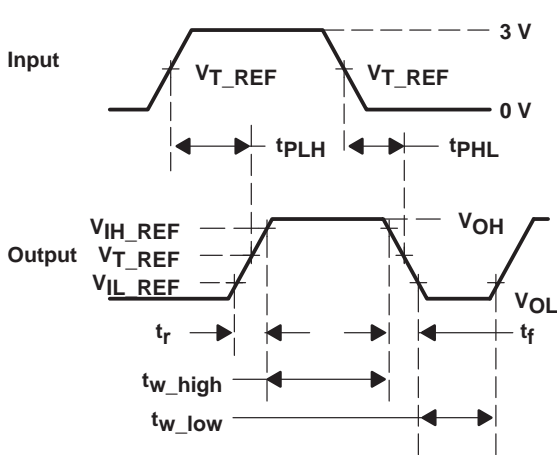 3 V
Input
VT_REF VT_REF
0 V
tPLH tPHL
VIH_REF VOH
Output VT_REF
VIL_REF
VOL
tr tf
tw_high
tw_low